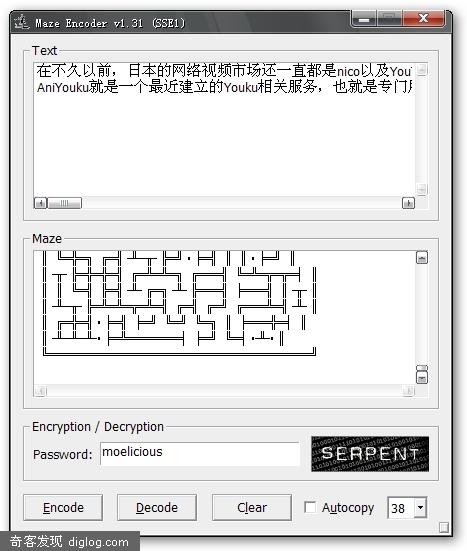 Maze Encoder v1.31 (SSE1)
Text
在不久以前，日本的网络视频市场还一直都是nico以及You
AniYouku就是一个最近建立的Youku相关服务，也就是专门
Maze
Encryption / Decryption
Password: moelicious
SERPENT
Encode Decode Clear Autocopy 38
奇客发现 diglog.com